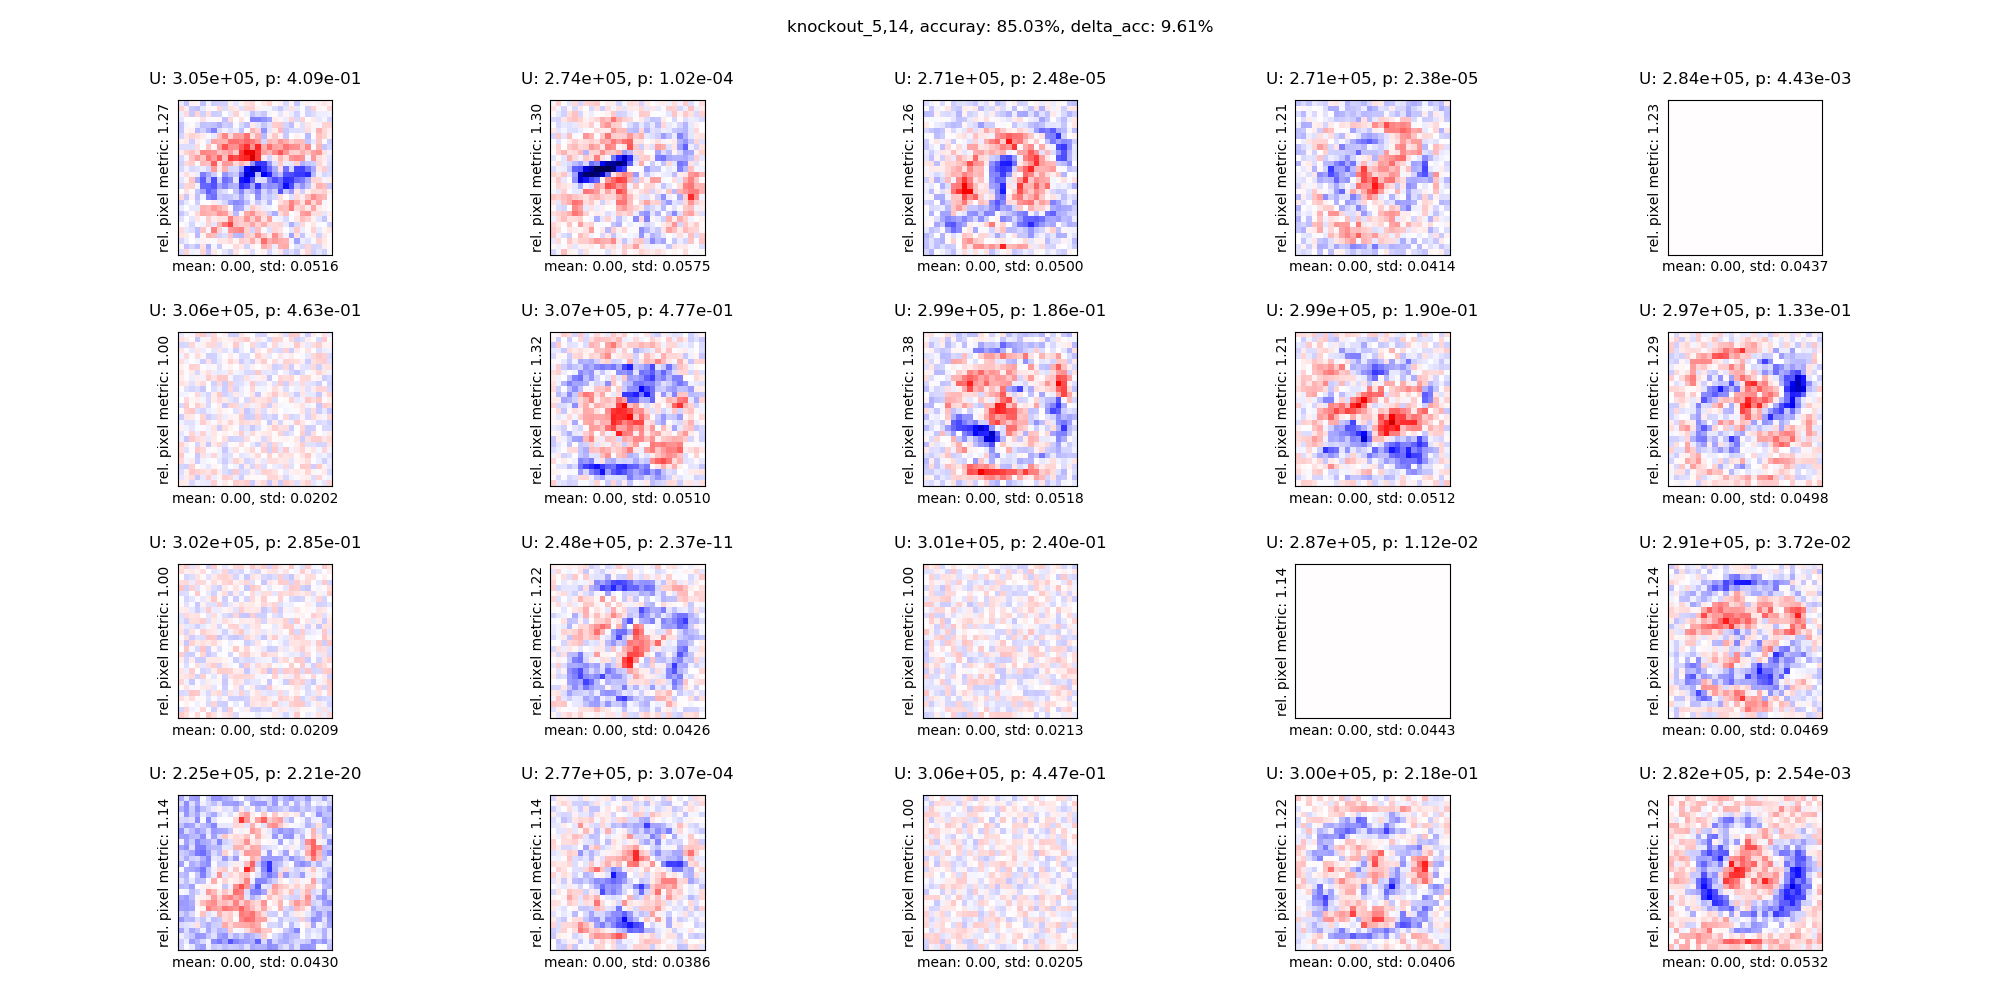 knockout_5,14, accuray: 85.03%, delta_acc: 9.61%
U: 3.05e+05, p: 4.09e-01
rel. pixel metric: 1.27
mean: 0.00, std: 0.0516
U: 2.74e+05, p: 1.02e-04
rel. pixel metric: 1.30
mean: 0.00, std: 0.0575
U: 2.71e+05, p: 2.48e-05
rel. pixel metric: 1.26
mean: 0.00, std: 0.0500
U: 2.71e+05, p: 2.38e-05
rel. pixel metric: 1.21
mean: 0.00, std: 0.0414
U: 2.84e+05, p: 4.43e-03
rel. pixel metric: 1.23
mean: 0.00, std: 0.0437
U: 3.06e+05, p: 4.63e-01
rel. pixel metric: 1.00
mean: 0.00, std: 0.0202
U: 3.07e+05, p: 4.77e-01
rel. pixel metric: 1.32
mean: 0.00, std: 0.0510
U: 2.99e+05, p: 1.86e-01
rel. pixel metric: 1.38
mean: 0.00, std: 0.0518
U: 2.99e+05, p: 1.90e-01
rel. pixel metric: 1.21
mean: 0.00, std: 0.0512
U: 2.97e+05, p: 1.33e-01
rel. pixel metric: 1.29
mean: 0.00, std: 0.0498
U: 3.02e+05, p: 2.85e-01
rel. pixel metric: 1.00
mean: 0.00, std: 0.0209
U: 2.48e+05, p: 2.37e-11
rel. pixel metric: 1.22
mean: 0.00, std: 0.0426
U: 3.01e+05, p: 2.40e-01
rel. pixel metric: 1.00
mean: 0.00, std: 0.0213
U: 2.87e+05, p: 1.12e-02
rel. pixel metric: 1.14
mean: 0.00, std: 0.0443
U: 2.91e+05, p: 3.72e-02
rel. pixel metric: 1.24
mean: 0.00, std: 0.0469
U: 2.25e+05, p: 2.21e-20
rel. pixel metric: 1.14
mean: 0.00, std: 0.0430
U: 2.77e+05, p: 3.07e-04
rel. pixel metric: 1.14
mean: 0.00, std: 0.0386
U: 3.06e+05, p: 4.47e-01
rel. pixel metric: 1.00
mean: 0.00, std: 0.0205
U: 3.00e+05, p: 2.18e-01
rel. pixel metric: 1.22
mean: 0.00, std: 0.0406
U: 2.82e+05, p: 2.54e-03
rel. pixel metric: 1.22
mean: 0.00, std: 0.0532